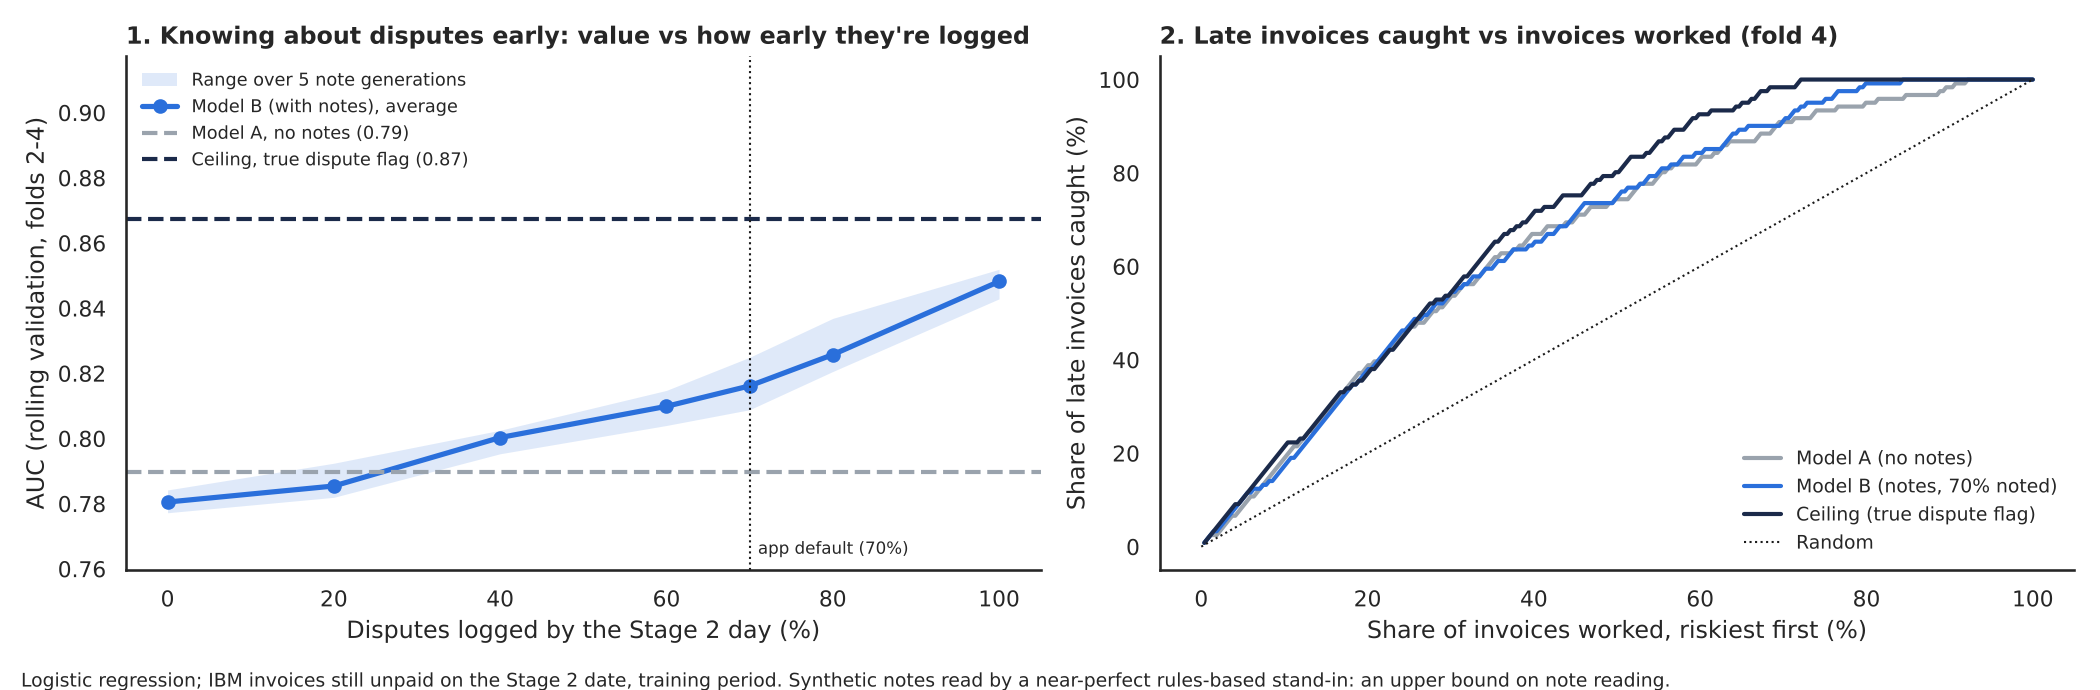 1. Knowing about disputes early: value vs how early they're logged
Range over 5 note generations
Model B (with notes), average
Model A, no notes (0.79)
Ceiling, true dispute flag (0.87)
AUC (rolling validation, folds 2-4)
0.90
0.88
0.86
0.84
0.82
0.80
0.78
0.76
app default (70%)
0 20 40 60 80 100
Disputes logged by the Stage 2 day (%)
2. Late invoices caught vs invoices worked (fold 4)
Share of late invoices caught (%)
100
80
60
40
20
0
Model A (no notes)
Model B (notes, 70% noted)
Ceiling (true dispute flag)
Random
0 20 40 60 80 100
Share of invoices worked, riskiest first (%)
Logistic regression; IBM invoices still unpaid on the Stage 2 date, training period. Synthetic notes read by a near-perfect rules-based stand-in: an upper bound on note reading.